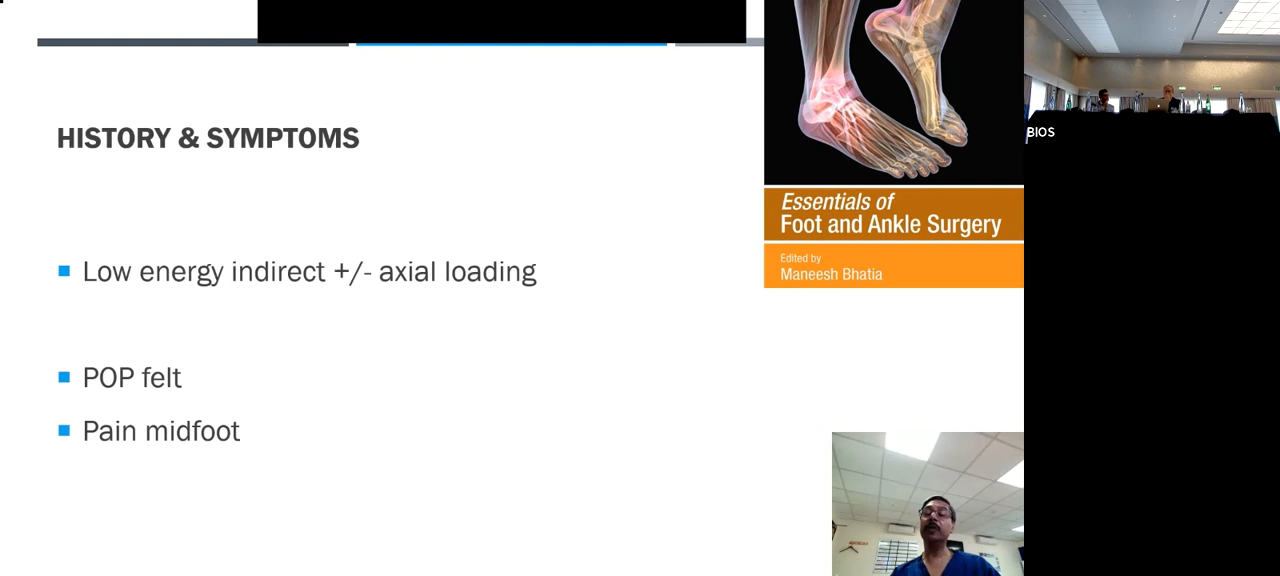 HISTORY & SYMPTOMS
Low energy indirect +/- axial loading
POP felt
Pain midfoot
Essentials of
Foot and Ankle Surgery
Edited by
Maneesh Bhatia
BIOS